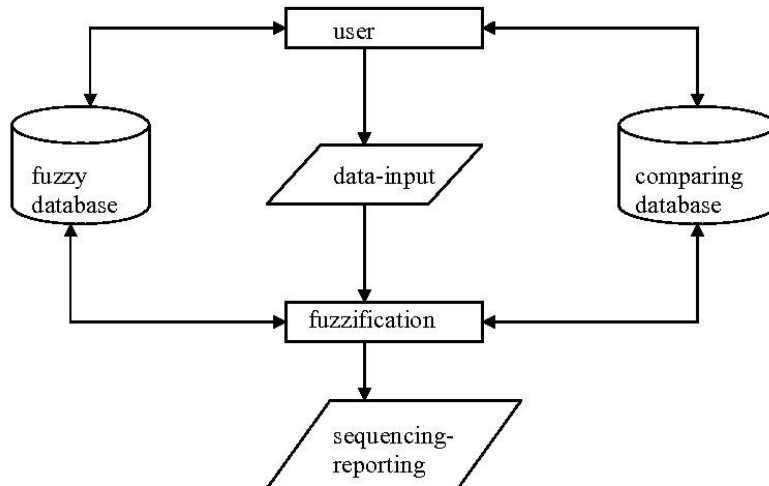 user
fuzzy
database
data-input
comparing
database
fuzzification
sequencing-
reporting